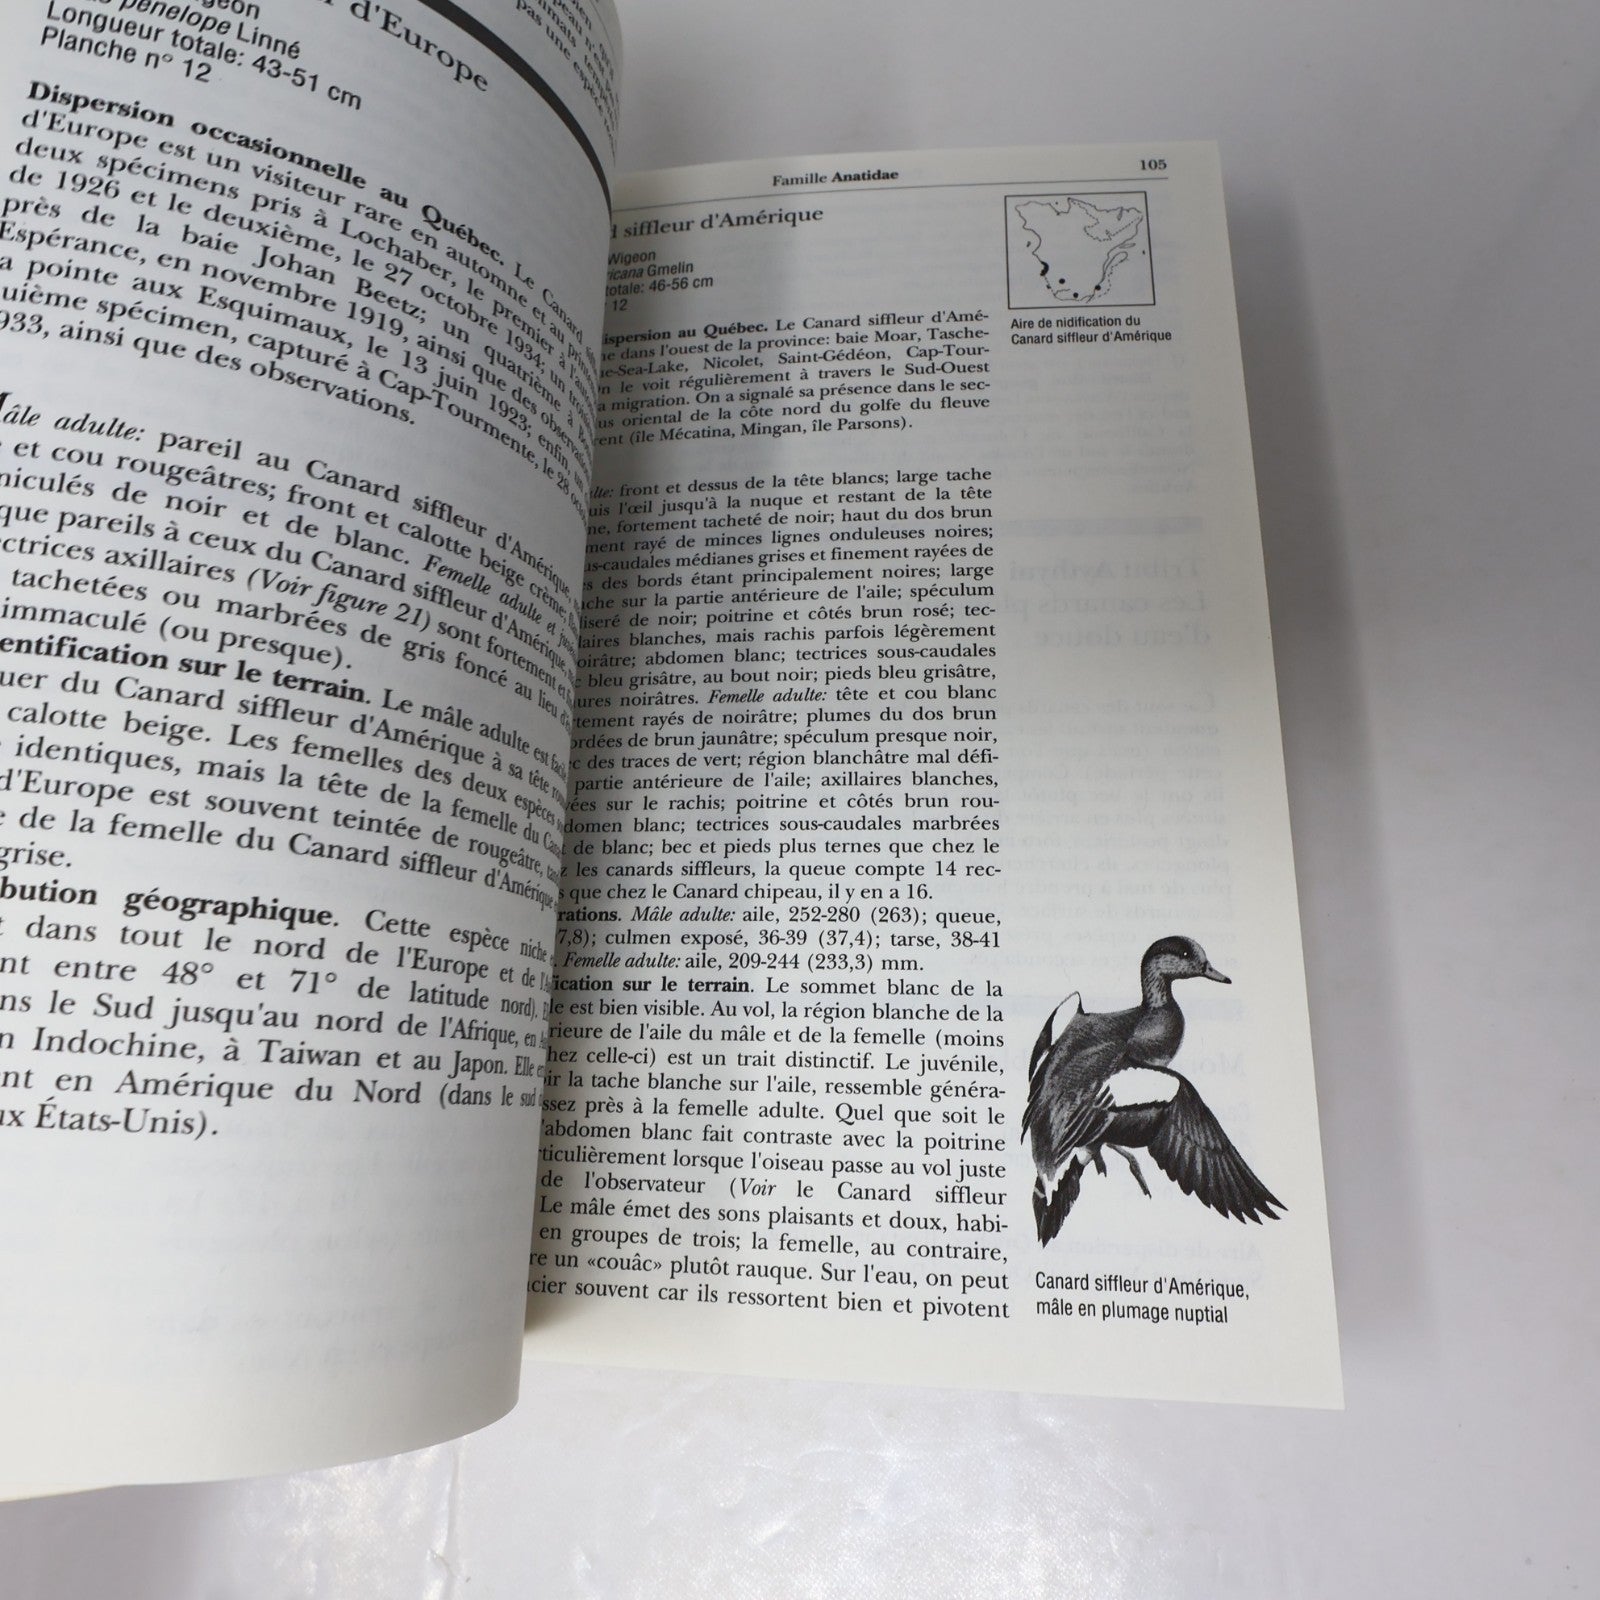 d'Europe
penelope Linné
Longueur totale: 43-51 cm
Planche n° 12
Dispersion occasionnelle au Québec. Le Canard
d'Europe est un visiteur rare en automne et au
deux spécimens pris à Lochaber, le premier à
de 1926 et le deuxième, le 27 octobre 1934; un
près de la baie Johan Beetz; un quatrième à
Espérance, en novembre 1919, ainsi que des
a pointe aux Esquimaux, le 13 juin 1923; enfin, un
uième spécimen, capturé à Cap-Tourmente, le 28
933, ainsi que des observations.
Mâle adulte: pareil au Canard siffleur d'Amérique,
et cou rougeâtres; front et calotte beige crème;
niculés de noir et de blanc. Femelle adulte et
que pareils à ceux du Canard siffleur d'Amérique,
ectrices axillaires (Voir figure 21) sont fortement et
tachetées ou marbrées de gris foncé au lieu
immaculé (ou presque).
entification sur le terrain. Le mâle adulte est
uer du Canard siffleur d'Amérique à sa tête
calotte beige. Les femelles des deux espèces
identiques, mais la tête de la femelle du
d'Europe est souvent teintée de rougeâtre,
e de la femelle du Canard siffleur d'Amérique
grise.
bution géographique. Cette espèce niche
t dans tout le nord de l'Europe et de
nt entre 48° et 71° de latitude nord).
ns le Sud jusqu'au nord de l'Afrique, en
n Indochine, à Taiwan et au Japon. Elle
nt en Amérique du Nord (dans le sud
ux États-Unis).
Famille Anatidae 105
d siffleur d'Amérique
Wigeon
ricana Gmelin
totale: 46-56 cm
12
ispersion au Québec. Le Canard siffleur d'Amé-
e dans l'ouest de la province: baie Moar, Tasche-
ue-Sea-Lake, Nicolet, Saint-Gédéon, Cap-Tour-
n le voit régulièrement à travers le Sud-Ouest
a migration. On a signalé sa présence dans le sec-
us oriental de la côte nord du golfe du fleuve
rent (île Mécatina, Mingan, île Parsons).
Aire de nidification du
Canard siffleur d'Amérique
ulte: front et dessus de la tête blancs; large tache
uis l'œil jusqu'à la nuque et restant de la tête
ne, fortement tacheté de noir; haut du dos brun
ment rayé de minces lignes onduleuses noires;
us-caudales médianes grises et finement rayées de
s des bords étant principalement noires; large
che sur la partie antérieure de l'aile; spéculum
liseré de noir; poitrine et côtés brun rosé; tec-
laires blanches, mais rachis parfois légèrement
oirâtre; abdomen blanc; tectrices sous-caudales
c bleu grisâtre, au bout noir; pieds bleu grisâtre,
ures noirâtres. Femelle adulte: tête et cou blanc
tement rayés de noirâtre; plumes du dos brun
ordées de brun jaunâtre; spéculum presque noir,
c des traces de vert; région blanchâtre mal défi-
partie antérieure de l'aile; axillaires blanches,
ées sur le rachis; poitrine et côtés brun rou-
domen blanc; tectrices sous-caudales marbrées
t de blanc; bec et pieds plus ternes que chez le
z les canards siffleurs, la queue compte 14 rec-
s que chez le Canard chipeau, il y en a 16.
rations. Mâle adulte: aile, 252-280 (263); queue,
7,8); culmen exposé, 36-39 (37,4); tarse, 38-41
Femelle adulte: aile, 209-244 (233,3) mm.
fication sur le terrain. Le sommet blanc de la
le est bien visible. Au vol, la région blanche de la
rieure de l'aile du mâle et de la femelle (moins
hez celle-ci) est un trait distinctif. Le juvénile,
ir la tache blanche sur l'aile, ressemble généra-
ssez près à la femelle adulte. Quel que soit le
'abdomen blanc fait contraste avec la poitrine
ticulièrement lorsque l'oiseau passe au vol juste
de l'observateur (Voir le Canard siffleur
Le mâle émet des sons plaisants et doux, habi-
en groupes de trois; la femelle, au contraire,
re un «couâc» plutôt rauque. Sur l'eau, on peut
cier souvent car ils ressortent bien et pivotent
Canard siffleur d'Amérique,
mâle en plumage nuptial